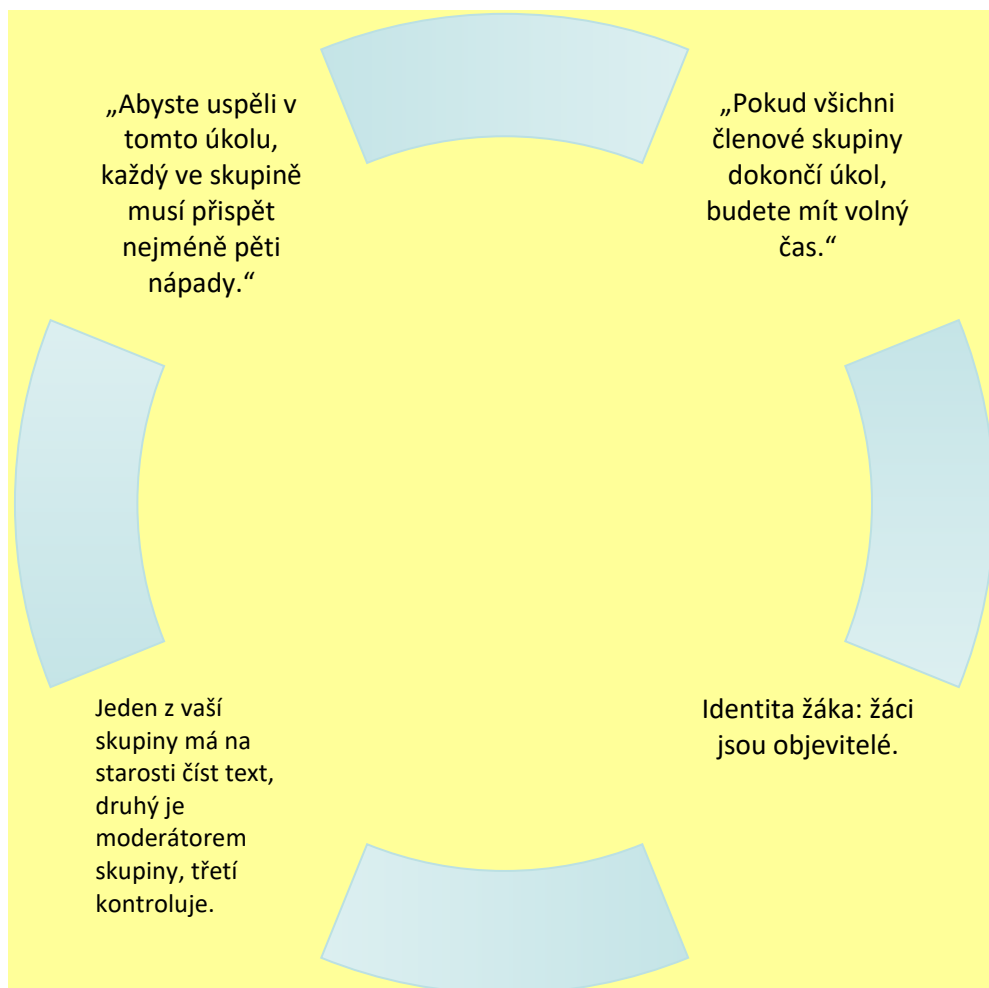 „Abyste uspěli v
tomto úkolu,
každý ve skupině
musí přispět
nejméně pěti
nápady.“
„Pokud všichni
členové skupiny
dokončí úkol,
budete mít volný
čas.“
Jeden z vaší
skupiny má na
starosti číst text,
druhý je
moderátorem
skupiny, třetí
kontroluje.
Identita žáka: žáci
jsou objevitelé.